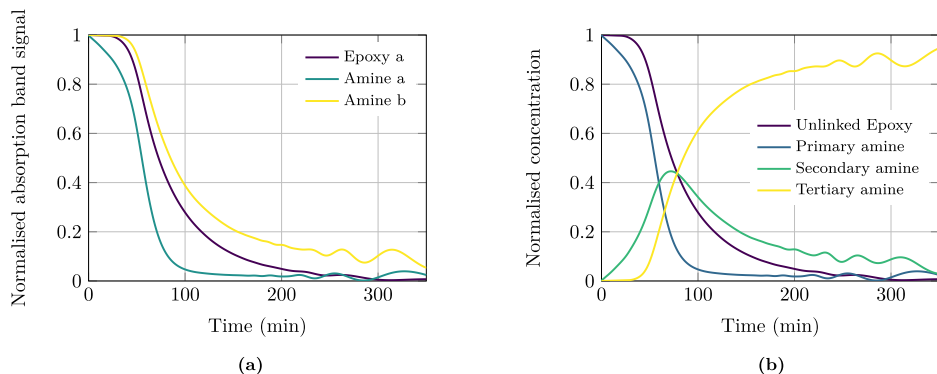 Normalised absorption band signal
1
0.8
0.6
0.4
0.2
0
0
100
200
300
Time (min)
Epoxy a
Amine a
Amine b
(a)
Normalised concentration
1
0.8
0.6
0.4
0.2
0
0
100
200
300
Time (min)
Unlinked Epoxy
Primary amine
Secondary amine
Tertiary amine
(b)